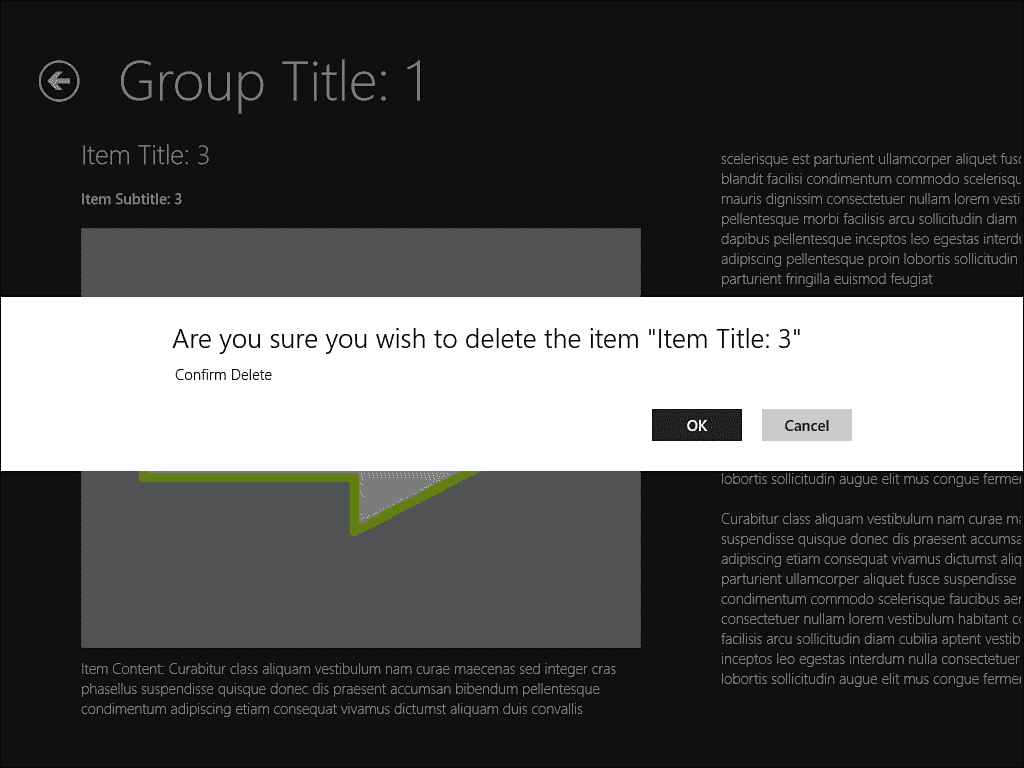 Group Title: 1
Item Title: 3
Item Subtitle: 3
Are you sure you wish to delete the item "Item Title: 3"
Confirm Delete
OK
Cancel
Item Content: Curabitur class aliquam vestibulum nam curae maecenas sed integer cras
phasellus suspendisse quisque donec dis praesent accumsan bibendum pellentesque
condimentum adipiscing etiam consequat vivamus dictumst aliquam duis convallis
scelerisque est parturient ullamcorper aliquet
blandit facilisi condimentum commodo
mauris dignissim consectetuer nullam lorem
pellentesque morbi facilisis arcu sollicitudin diam
dapibus pellentesque inceptos leo egestas
adipiscing pellentesque proin lobortis sollicitudin
parturient fringilla euismod feugiat
lobortis sollicitudin augue elit mus congue
Curabitur class aliquam vestibulum nam curae
suspendisse quisque donec dis praesent
adipiscing etiam consequat vivamus dictumst
parturient ullamcorper aliquet fusce suspendisse
condimentum commodo scelerisque faucibus
consectetuer nullam lorem vestibulum habitant
facilisis arcu sollicitudin diam cubilia aptent
inceptos leo egestas interdum nulla consectetuer
lobortis sollicitudin augue elit mus congue